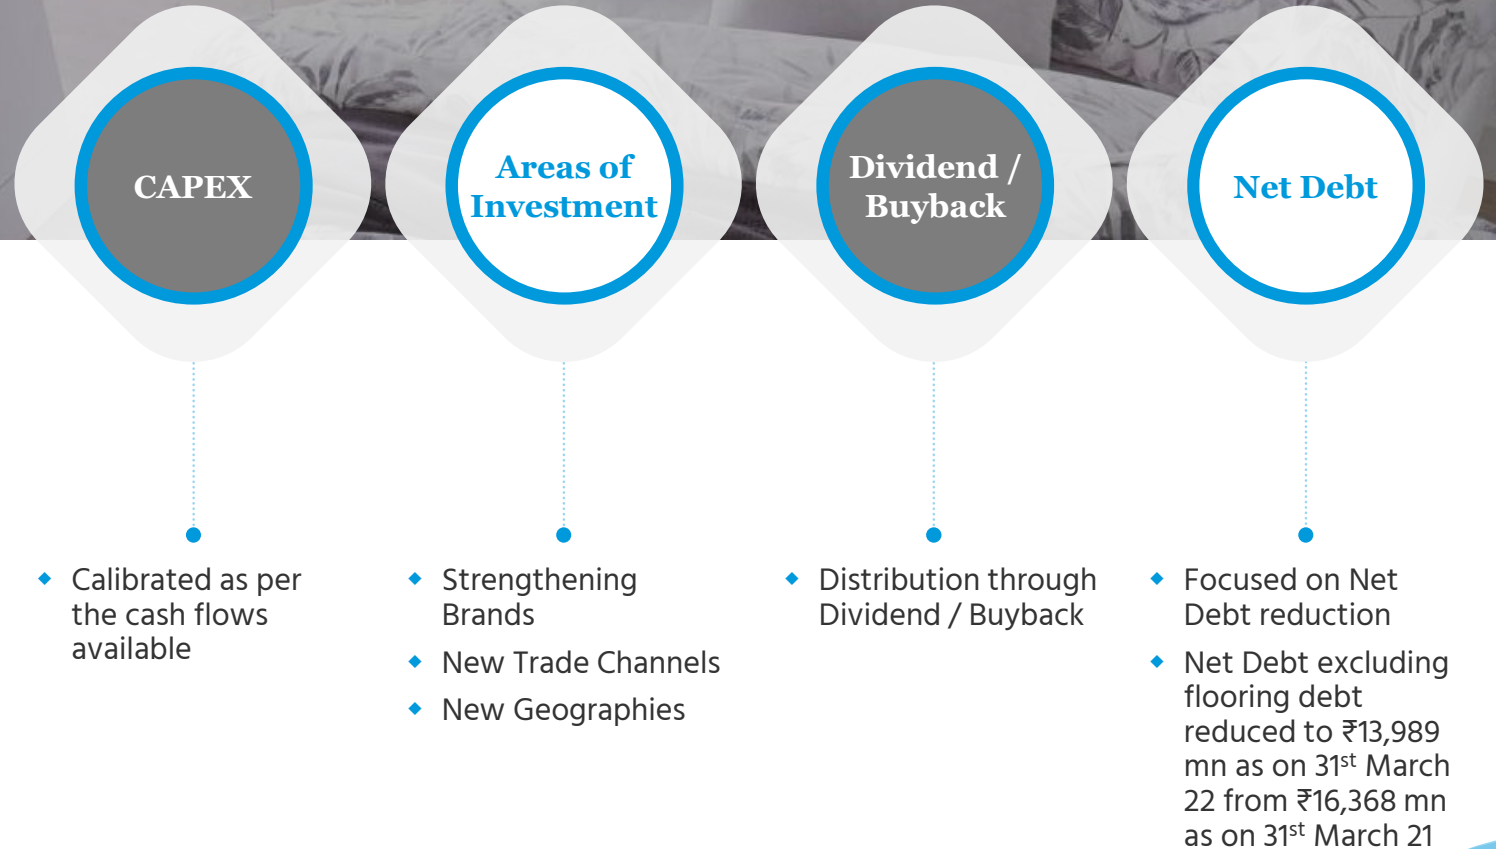 CAPEX
Areas of
Investment
Dividend /
Buyback
Net Debt
Calibrated as per
the cash flows
available
Strengthening
Brands
New Trade Channels
New Geographies
Distribution through
Dividend / Buyback
Focused on Net
Debt reduction
Net Debt excluding
flooring debt
reduced to ₹13,989
mn as on 31st March
22 from ₹16,368 mn
as on 31st March 21